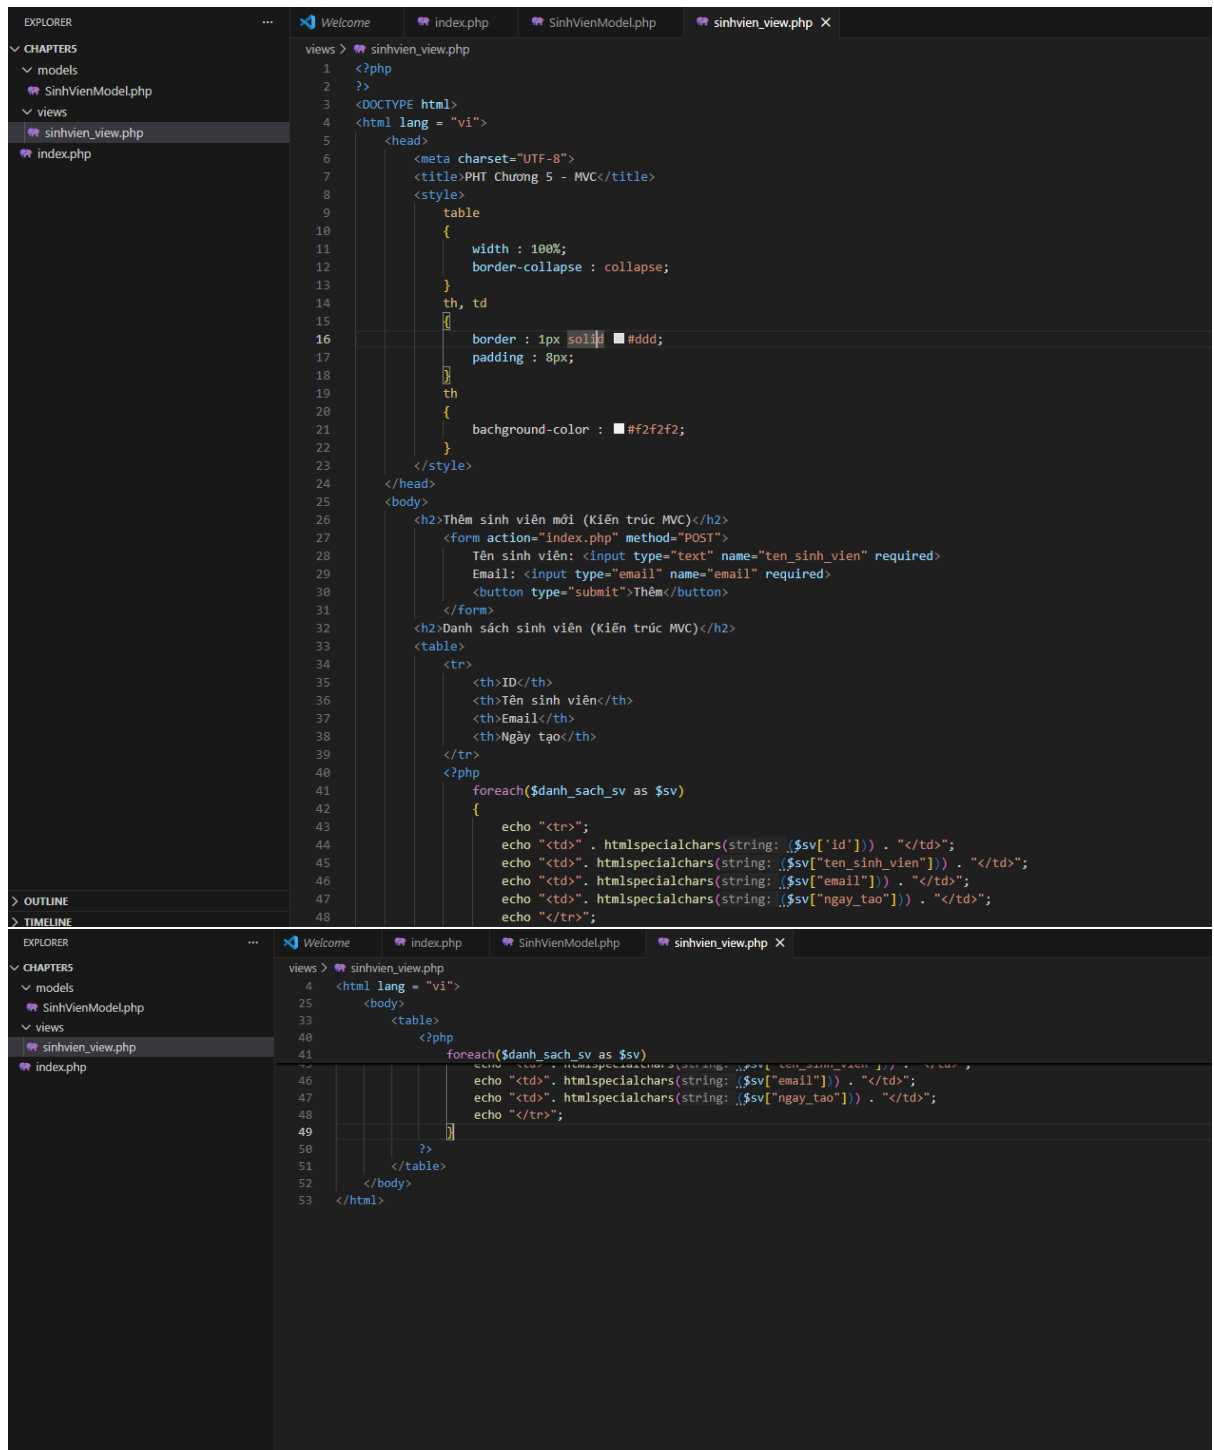 EXPLORER ···
CHAPTER5
models
SinhVienModel.php
views
sinhvien_view.php
index.php
OUTLINE
TIMELINE
Welcome index.php SinhVienModel.php sinhvien_view.php
views > sinhvien_view.php
1 <?php
2 ?>
3 <DOCTYPE html>
4 <html lang = "vi">
5 <head>
6 <meta charset="UTF-8">
7 <title>PHT Chương 5 - MVC</title>
8 <style>
9 table
10 {
11 width : 100%;
12 border-collapse : collapse;
13 }
14 th, td
15 {
16 border : 1px solid #ddd;
17 padding : 8px;
18 }
19 th
20 {
21 bachground-color : #f2f2f2;
22 }
23 </style>
24 </head>
25 <body>
26 <h2>Thêm sinh viên mới (Kiến trúc MVC)</h2>
27 <form action="index.php" method="POST">
28 Tên sinh viên: <input type="text" name="ten_sinh_vien" required>
29 Email: <input type="email" name="email" required>
30 <button type="submit">Thêm</button>
31 </form>
32 <h2>Danh sách sinh viên (Kiến trúc MVC)</h2>
33 <table>
34 <tr>
35 <th>ID</th>
36 <th>Tên sinh viên</th>
37 <th>Email</th>
38 <th>Ngày tạo</th>
39 </tr>
40 <?php
41 foreach($danh_sach_sv as $sv)
42 {
43 echo "<tr>";
44 echo "<td>" . htmlspecialchars(string: ($sv['id'])) . "</td>";
45 echo "<td>". htmlspecialchars(string: ($sv["ten_sinh_vien"])) . "</td>";
46 echo "<td>". htmlspecialchars(string: ($sv["email"])) . "</td>";
47 echo "<td>". htmlspecialchars(string: ($sv["ngay_tao"])) . "</td>";
48 echo "</tr>";
EXPLORER ···
CHAPTER5
models
SinhVienModel.php
views
sinhvien_view.php
index.php
Welcome index.php SinhVienModel.php sinhvien_view.php
views > sinhvien_view.php
4 <html lang = "vi">
25 <body>
33 <table>
40 <?php
41 foreach($danh_sach_sv as $sv)
45 echo "<td>". htmlspecialchars(string: ($sv["ten_sinh_vien"])) . "</td>";
46 echo "<td>". htmlspecialchars(string: ($sv["email"])) . "</td>";
47 echo "<td>". htmlspecialchars(string: ($sv["ngay_tao"])) . "</td>";
48 echo "</tr>";
49 }
50 ?>
51 </table>
52 </body>
53 </html>